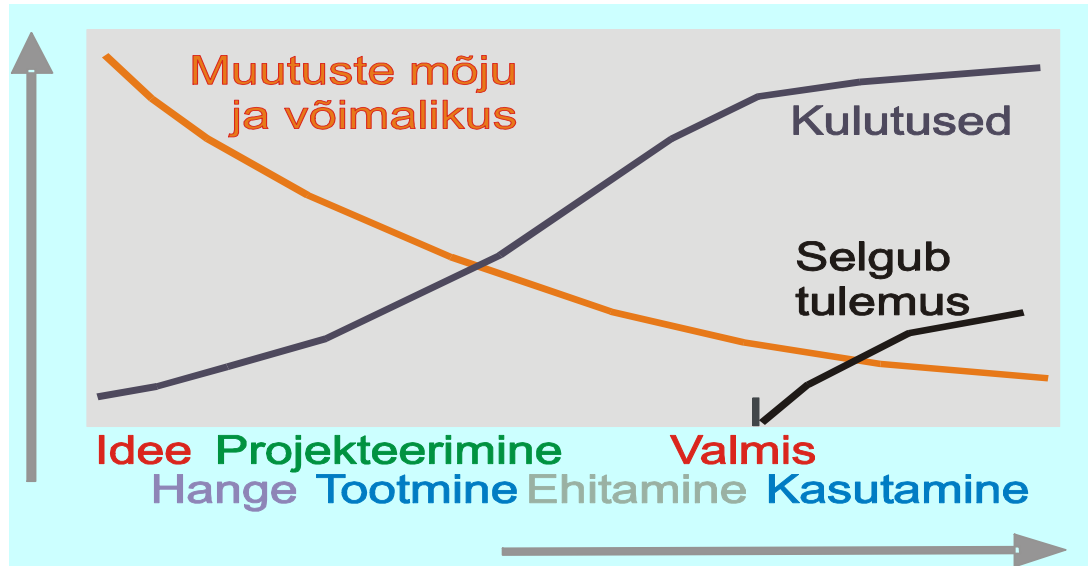 Muutuste mõju
ja võimalikus
Kulutused
Selgub
tulemus
Idee Projekteerimine Valmis
Hange Tootmine Ehitamine Kasutamine